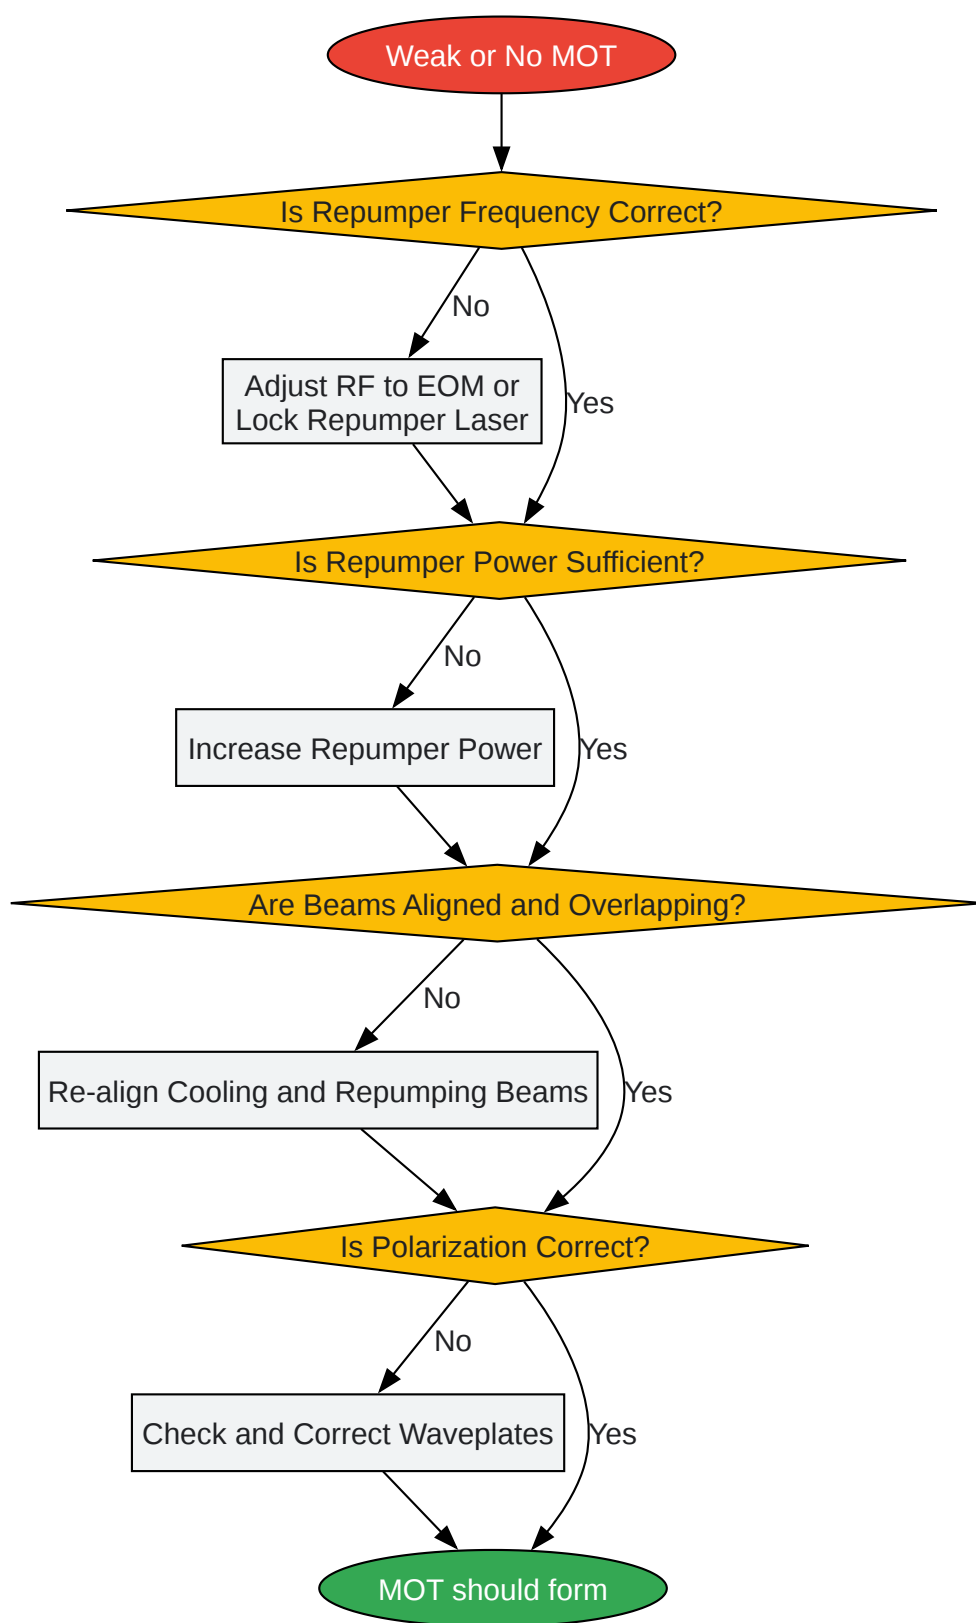 Weak or No MOT
Is Repumper Frequency Correct?
No
Adjust RF to EOM or
Lock Repumper Laser
Yes
Is Repumper Power Sufficient?
No
Increase Repumper Power
Yes
Are Beams Aligned and Overlapping?
No
Re-align Cooling and Repumping Beams
Yes
Is Polarization Correct?
No
Check and Correct Waveplates
Yes
MOT should form